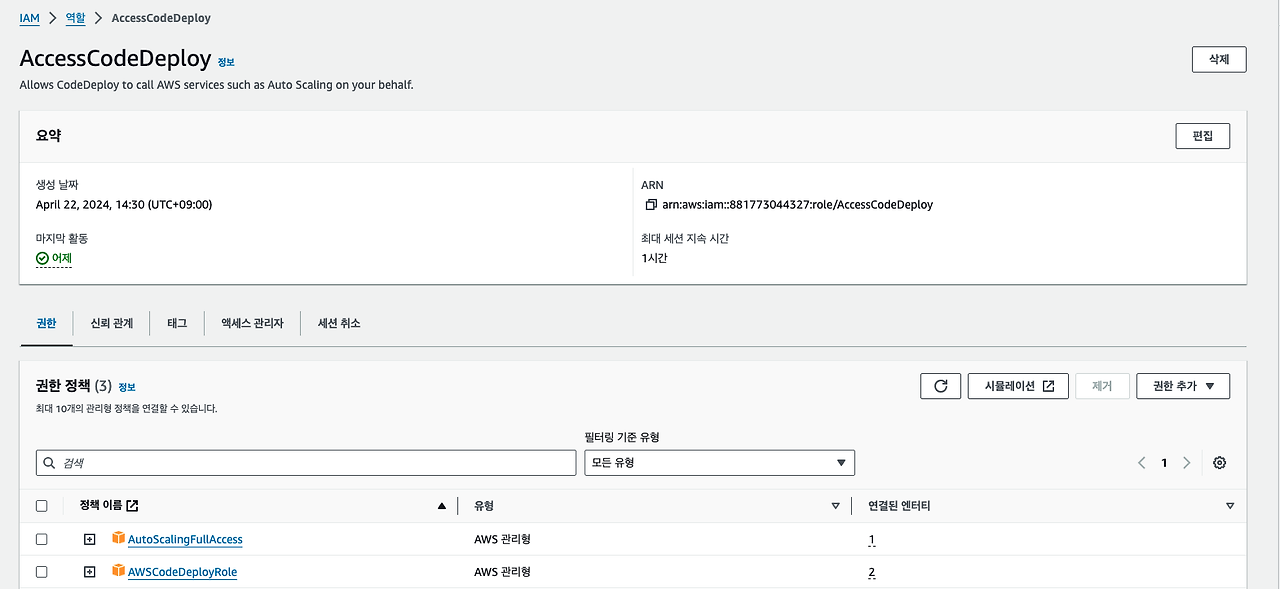 IAM > 역할 > AccessCodeDeploy
AccessCodeDeploy 정보
삭제
Allows CodeDeploy to call AWS services such as Auto Scaling on your behalf.
요약
편집
생성 날짜
ARN
April 22, 2024, 14:30 (UTC+09:00)
arn:aws:iam::881773044327:role/AccessCodeDeploy
마지막 활동
최대 세션 지속 시간
어제
1시간
권한 신뢰 관계 태그 액세스 관리자 세션 취소
권한 정책 (3) 정보
시뮬레이션 제거 권한 추가
최대 10개의 관리형 정책을 연결할 수 있습니다.
필터링 기준 유형
검색 모든 유형 1
정책 이름 유형 연결된 엔터티
AutoScalingFullAccess AWS 관리형 1
AWSCodeDeployRole AWS 관리형 2